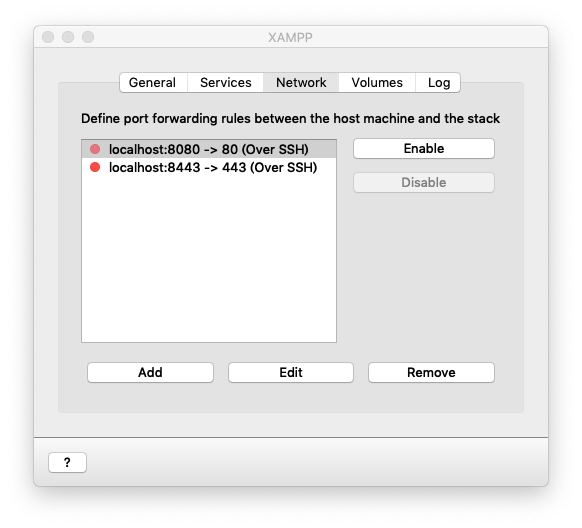 XAMPP
General Services Network Volumes Log
Define port forwarding rules between the host machine and the stack
localhost:8080 -> 80 (Over SSH)
localhost:8443 -> 443 (Over SSH)
Enable
Disable
Add Edit Remove
?